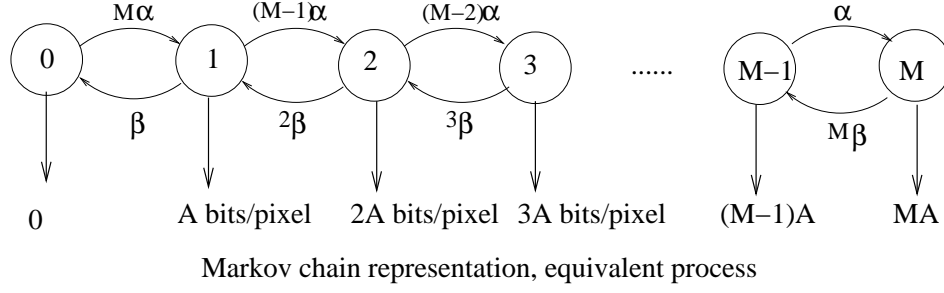 Mα (M−1)α (M−2)α α
0 1 2 3 ...... M−1 M
β 2β 3β Mβ
0 A bits/pixel 2A bits/pixel 3A bits/pixel (M−1)A MA
Markov chain representation, equivalent process